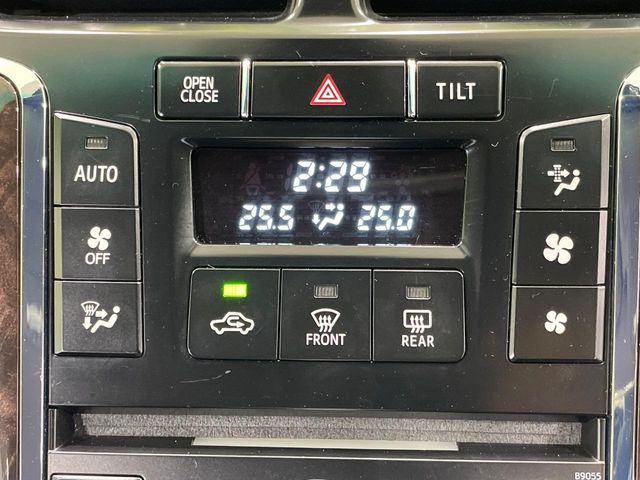 OPEN
CLOSE
TILT
AUTO
2:29
25.5
25.0
OFF
FRONT
REAR
B9055